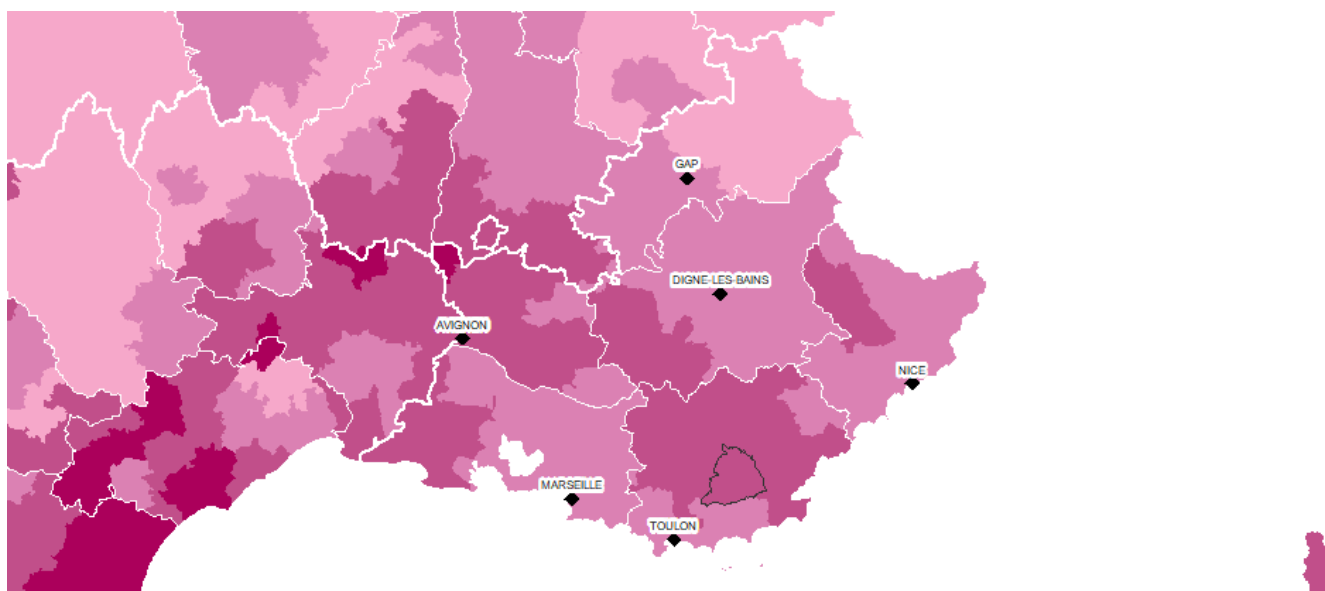 GAP
DIGNE-LES-BAINS
AVIGNON
NICE
MARSEILLE
TOULON